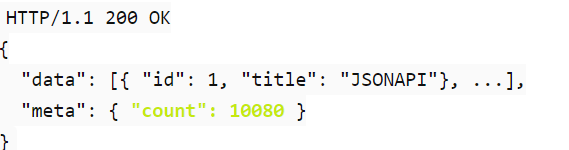 HTTP/1.1 200 OK
{
  "data": [{ "id": 1, "title": "JSONAPI"}, ...],
  "meta": { "count": 10080 }
}